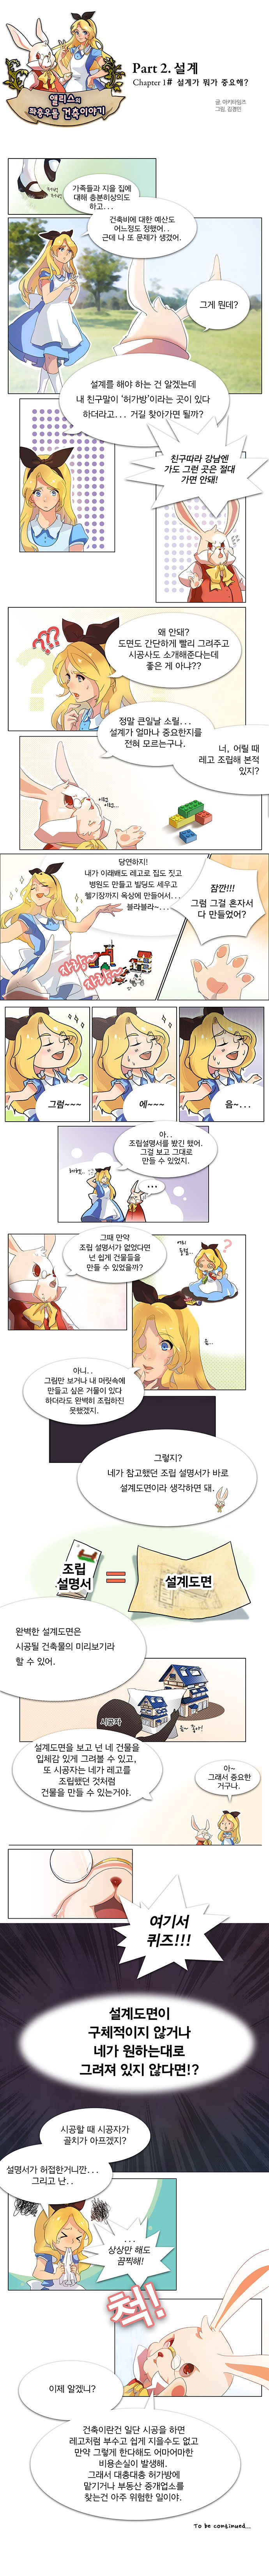 앨리스의
좌충우돌 건축이야기
Part 2. 설계
Chapter 1# 설계가 뭐가 중요해?
글. 아키타임즈
그림. 김경민
가족들과 지을 집에
대해 충분히상의도
하고...
건축비에 대한 예산도
어느정도 정했어..
근데 나 또 문제가 생겼어.
그게 뭔데?
설계를 해야 하는 건 알겠는데
내 친구말이 '허가방'이라는 곳이 있다
하더라고... 거길 찾아가면 될까?
친구따라 강남엔
가도 그런 곳은 절대
가면 안돼!
왜 안돼?
도면도 간단하게 빨리 그려주고
시공사도 소개해준다는데
좋은 게 아냐??
정말 큰일날 소릴...
설계가 얼마나 중요한지를
전혀 모르는구나.
너, 어릴 때
레고 조립해 본적
있지?
당연하지!
내가 이래봬도 레고로 집도 짓고
병원도 만들고 빌딩도 세우고
헬기장까지 옥상에 만들어서...
블라블라~...
잠깐!!!
그럼 그걸 혼자서
다 만들었어?
그럼~~~
에~~~
음~...
아..
조립설명서를 봤긴 했어.
그걸 보고 그대로
만들 수 있었지.
...
그때 만약
조립 설명서가 없었다면
넌 쉽게 건물들을
만들 수 있었을까?
음..
아니..
그림만 보거나 내 머릿속에
만들고 싶은 거물이 있다
하더라도 완벽히 조립하진
못했겠지.
그렇지?
네가 참고했던 조립 설명서가 바로
설계도면이라 생각하면 돼.
조립
설명서
=
설계도면
완벽한 설계도면은
시공될 건축물의 미리보기라
할 수 있어.
시공자
음~ 좋아!
설계도면을 보고 넌 네 건물을
입체감 있게 그려볼 수 있고,
또 시공자는 네가 레고를
조립했던 것처럼
건물을 만들 수 있는거야.
아~
그래서 중요한
거구나.
여기서
퀴즈!!!
설계도면이
구체적이지 않거나
네가 원하는대로
그려져 있지 않다면!?
시공할 때 시공자가
골치가 아프겠지?
설명서가 허접한거니깐...
그리고 난..
...
상상만 해도
끔찍해!
척!
이제 알겠니?
건축이란건 일단 시공을 하면
레고처럼 부수고 쉽게 지을수도 없고
만약 그렇게 한다해도 어마어마한
비용손실이 발생해.
그래서 대충대충 허가방에
맡기거나 부동산 중개업소를
찾는건 아주 위험한 일이야.
To be continued...